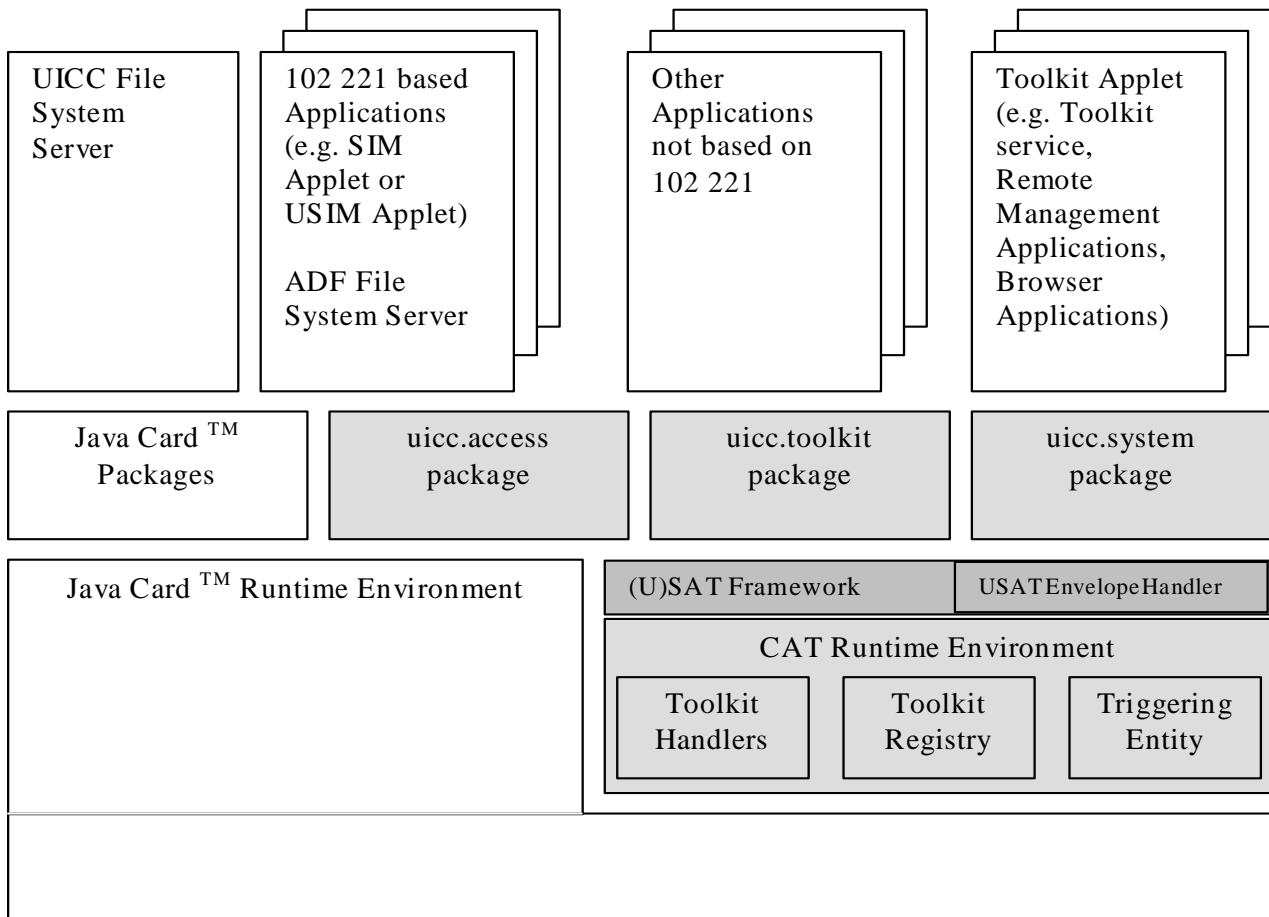 UICC File
System
Server
102 221 based
Applications
(e.g. SIM
Applet or
USIM Applet)
ADF File
System Server
Other
Applications
not based on
102 221
Toolkit Applet
(e.g. Toolkit
service,
Remote
Management
Applications,
Browser
Applications)
Java Card TM
Packages
uicc.access
package
uicc.toolkit
package
uicc.system
package
Java Card TM Runtime Environment
(U)SAT Framework
USATEnvelopeHandler
CAT Runtime Environment
Toolkit
Handlers
Toolkit
Registry
Triggering
Entity